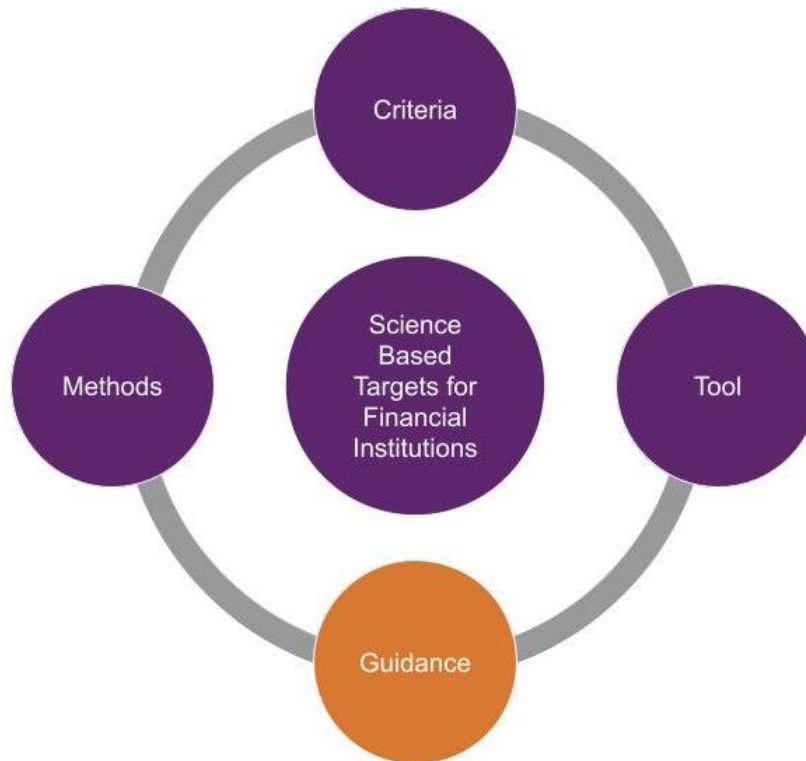 Criteria
Methods
Science
Based
Targets for
Financial
Institutions
Tool
Guidance